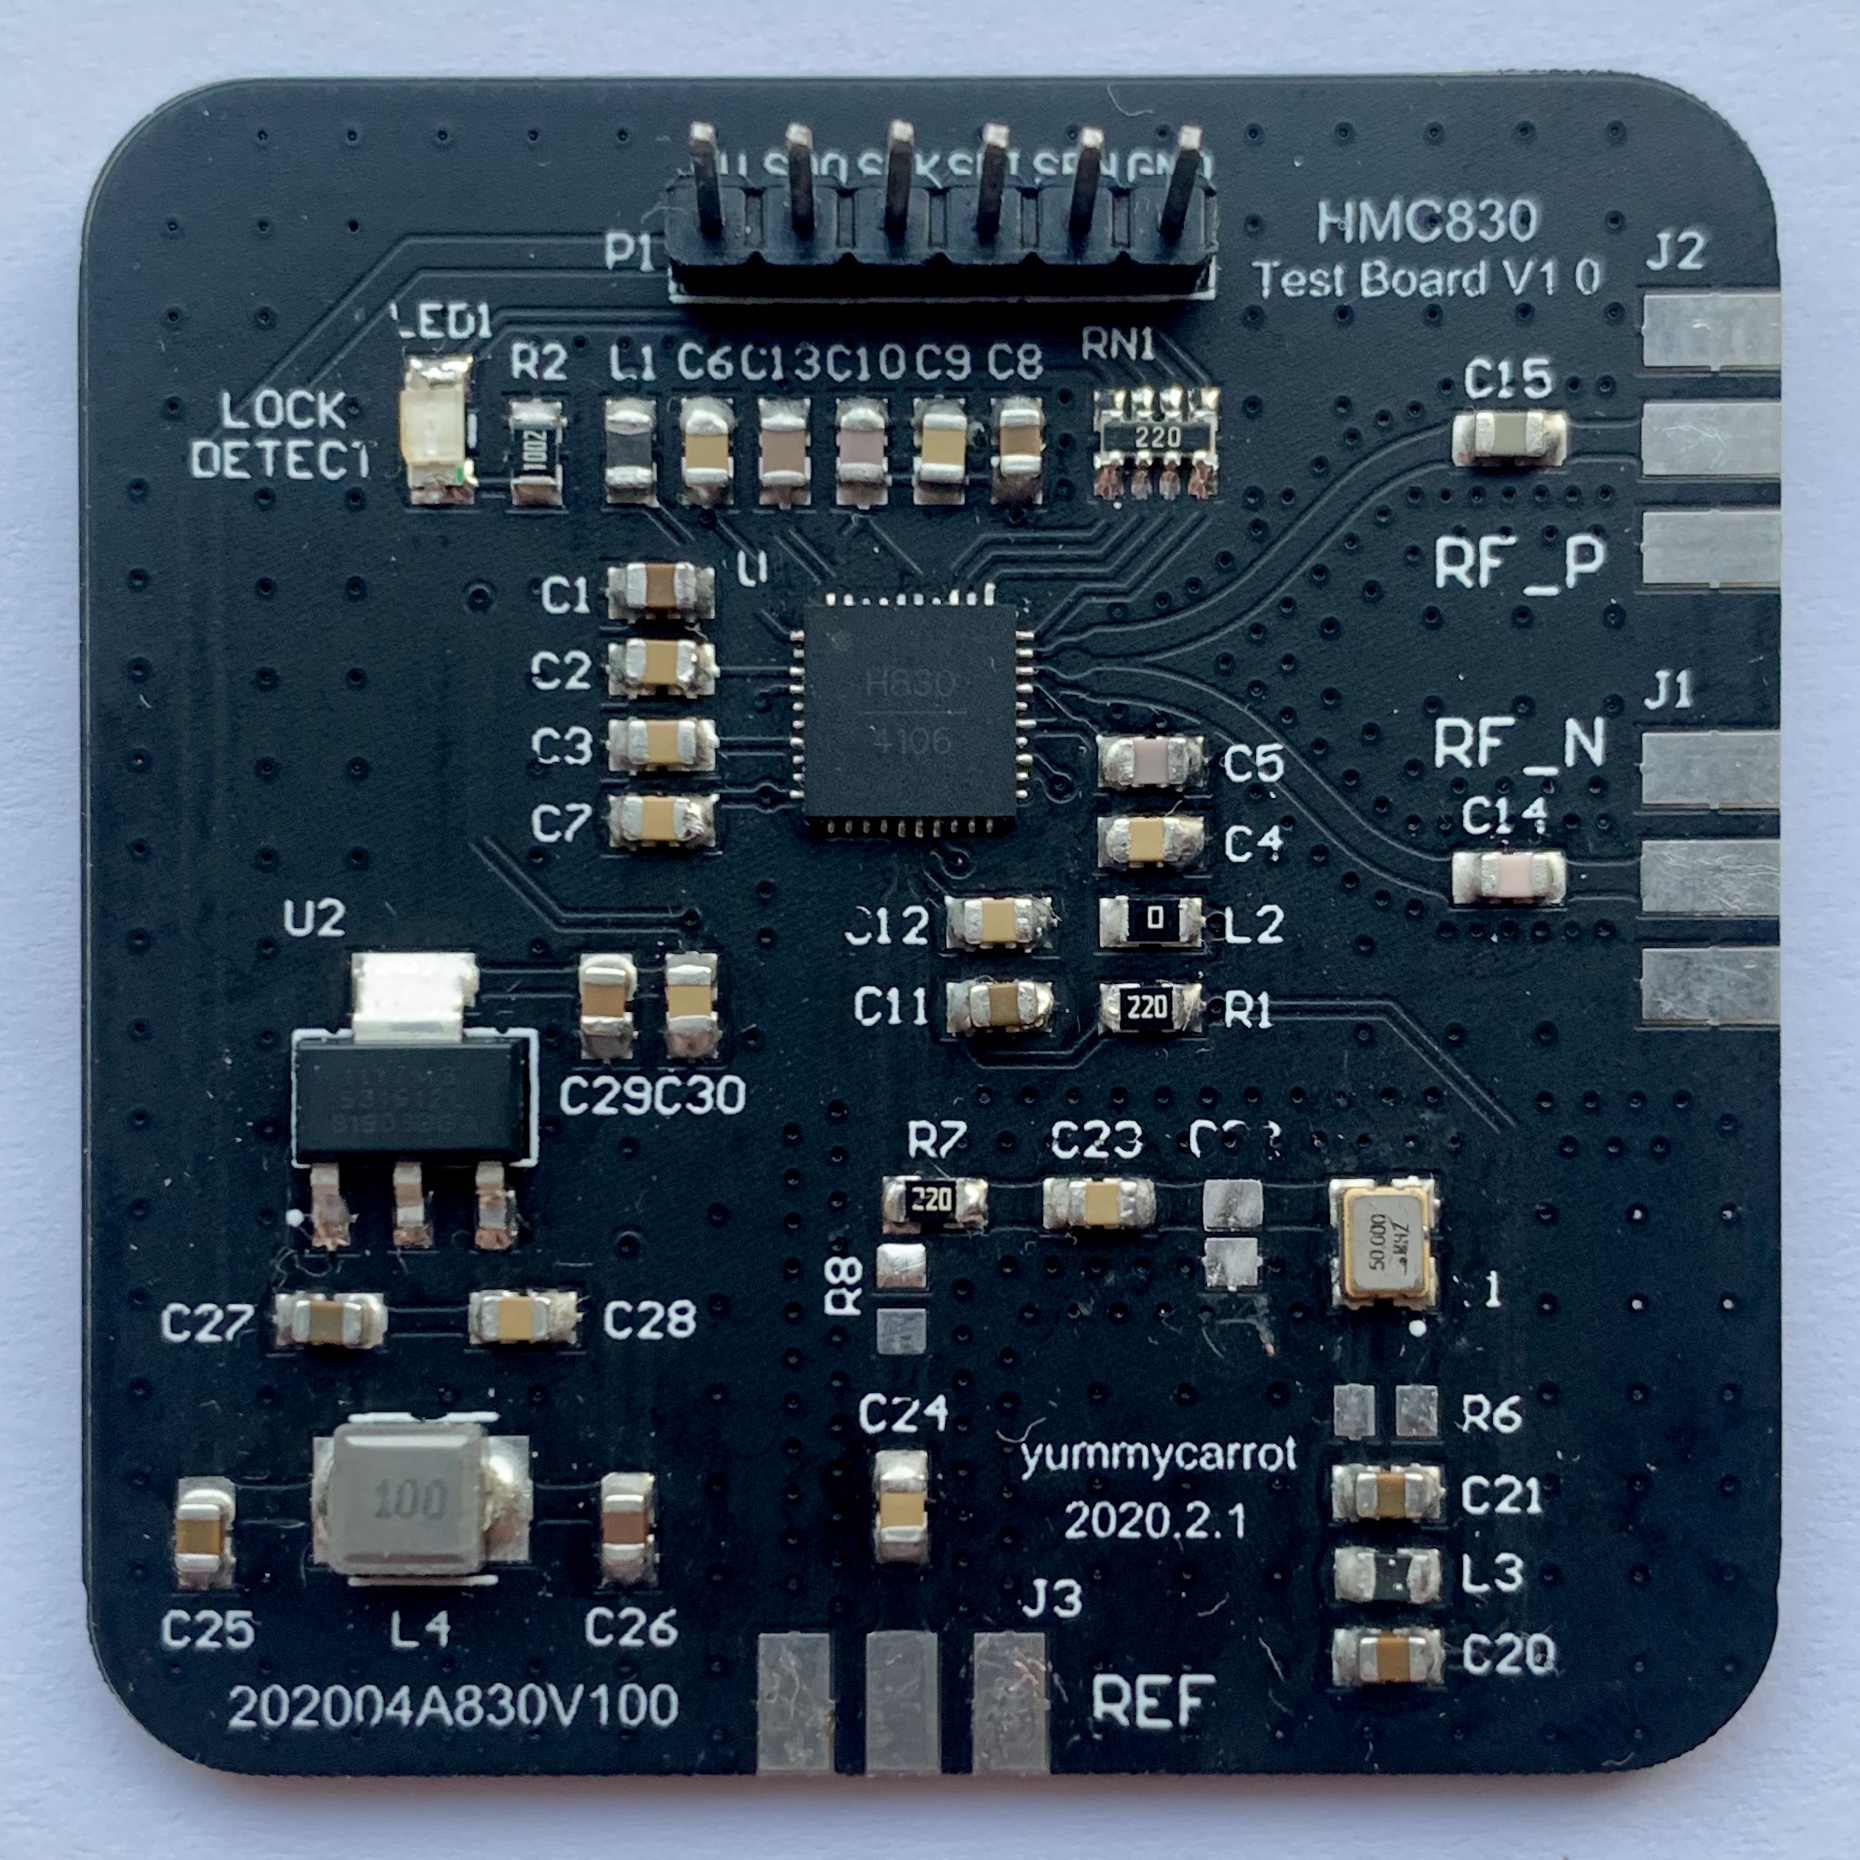 P1
HMC830
Test Board V1 0
J2
LED1
R2
L1
C6
C13
C10
C9
C8
RN1
220
C15
LOCK
DETECT
1002
RF_P
C1
C2
C3
C7
H830
4106
J1
RF_N
C14
C5
C4
L2
0
R1
220
C12
C11
U2
C29
C30
R7
220
C23
50.000
MHZ
R8
C27
C28
100
C25
L4
C26
C24
yummycarrot
2020.2.1
R6
C21
L3
C20
J3
REF
202004A830V100